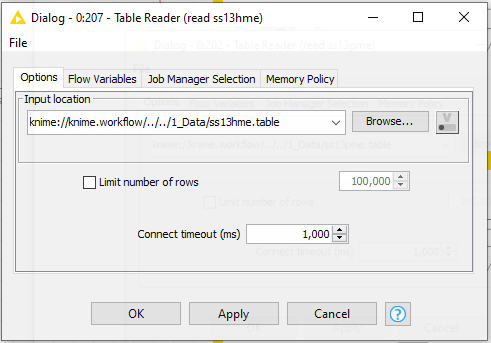 Dialog - 0:207 - Table Reader (read ss13hme)
File
Options Flow Variables Job Manager Selection Memory Policy
Input location
knime://knime.workflow/../../1_Data/ss13hme.table Browse... V
Limit number of rows 100,000
Connect timeout (ms) 1,000
OK Apply Cancel ?